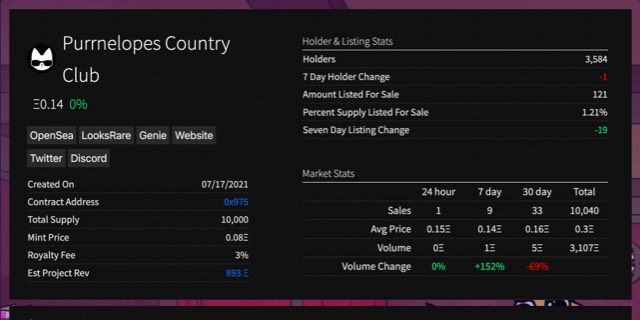 Purrnelopes Country
Club
Ξ0.14 0%
OpenSea LooksRare Genie Website
Twitter Discord
Created On 07/17/2021
Contract Address 0x975
Total Supply 10,000
Mint Price 0.08Ξ
Royalty Fee 3%
Est Project Rev 893 Ξ
Holder & Listing Stats
Holders 3,584
7 Day Holder Change -1
Amount Listed For Sale 121
Percent Supply Listed For Sale 1.21%
Seven Day Listing Change -19
Market Stats
24 hour 7 day 30 day Total
Sales 1 9 33 10,040
Avg Price 0.15Ξ 0.14Ξ 0.16Ξ 0.3Ξ
Volume 0Ξ 1Ξ 5Ξ 3,107Ξ
Volume Change 0% +152% -69%